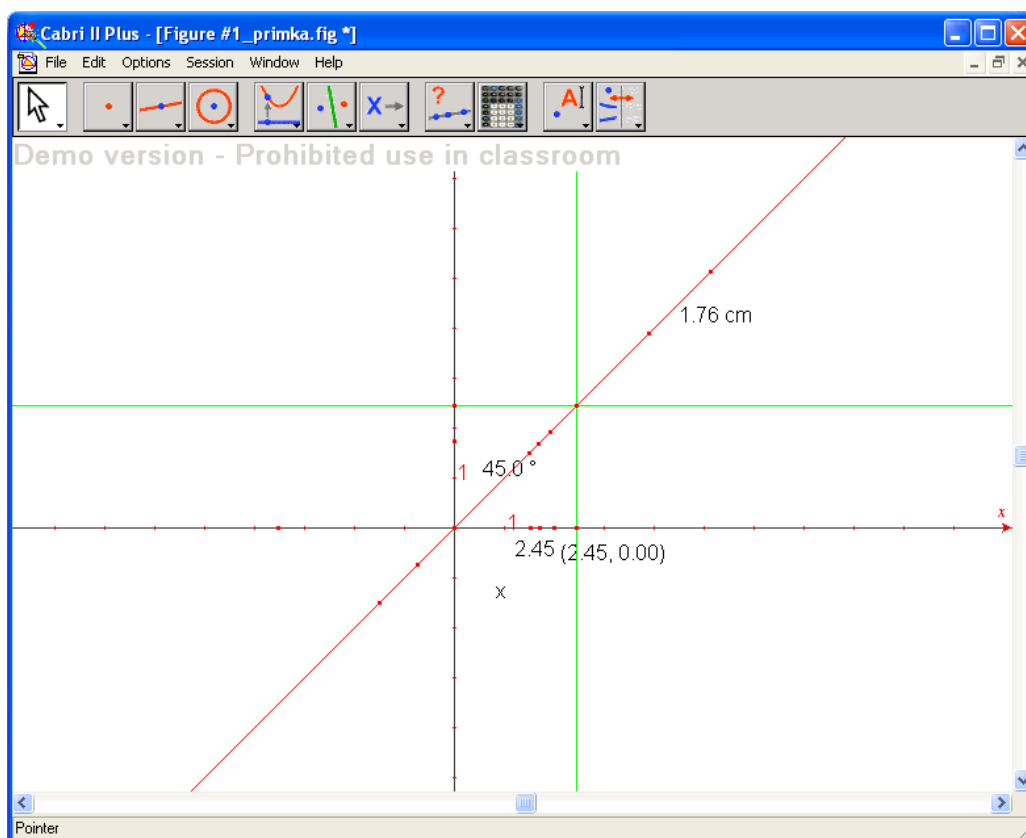 Cabri II Plus - [Figure #1_primka.fig *]
File Edit Options Session Window Help
? A
X
Demo version - Prohibited use in classroom
1.76 cm
1 45.0 °
1 x
2.45 (2.45, 0.00)
x
Pointer